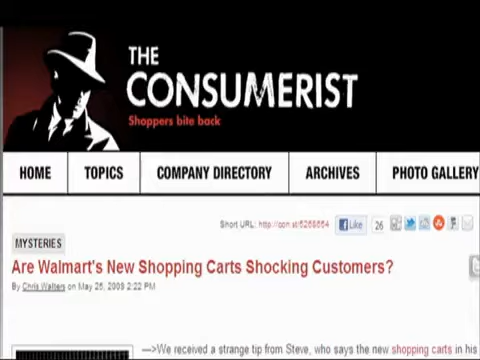 THE
CONSUMERIST
Shoppers bite back
HOME TOPICS COMPANY DIRECTORY ARCHIVES PHOTO GALLERY
Short URL: http://con.st/5269854 Like 26
MYSTERIES
Are Walmart's New Shopping Carts Shocking Customers?
By Chris Walters on May 26, 2009 2:22 PM
—>We received a strange tip from Steve, who says the new shopping carts in his